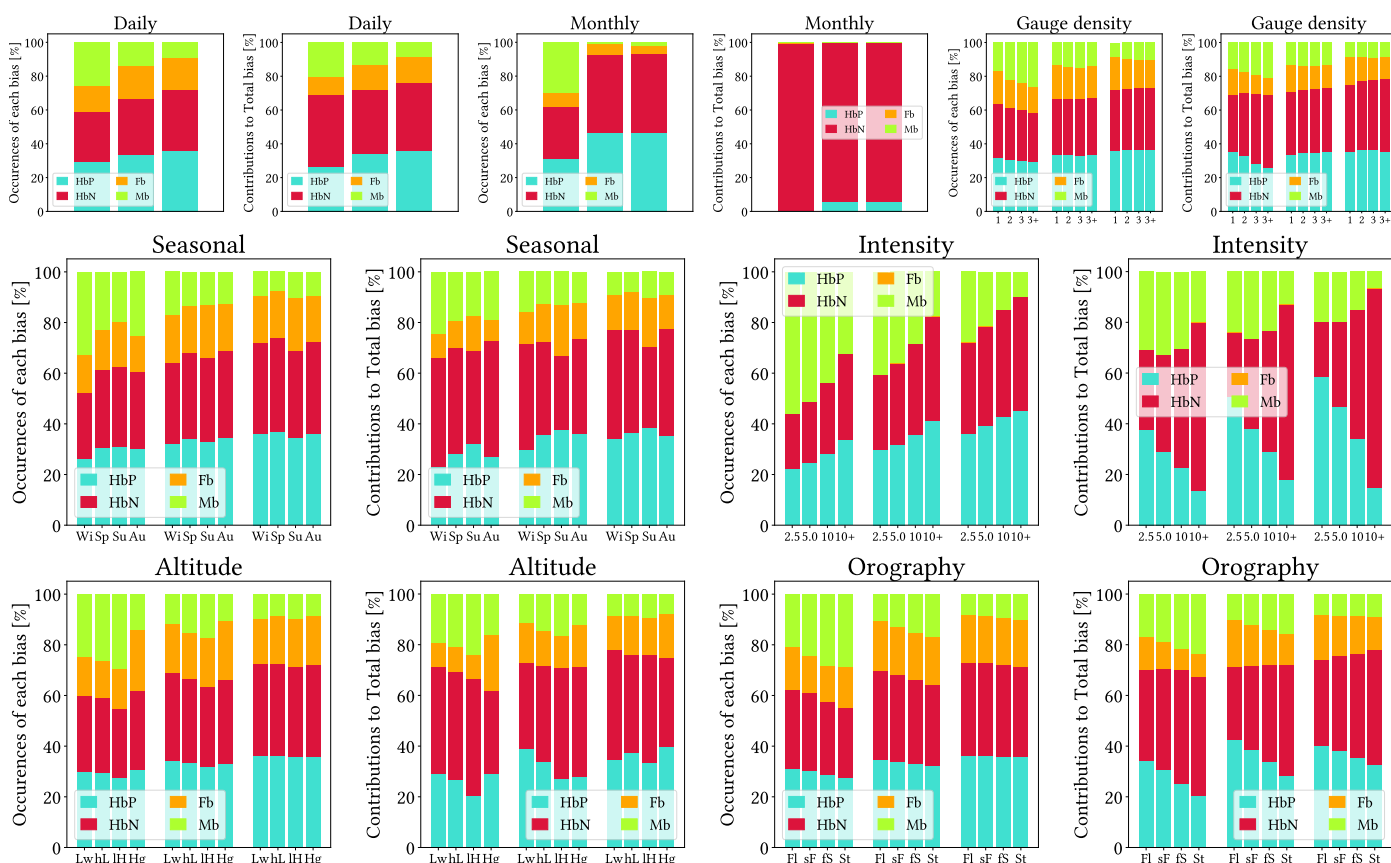 Daily
Occurences of each bias [%]
100
80
60
40
20
0
HbP Fb
HbN Mb
Daily
Contributions to Total bias [%]
100
80
60
40
20
0
HbP Fb
HbN Mb
Monthly
Occurences of each bias [%]
100
80
60
40
20
0
HbP Fb
HbN Mb
Monthly
Contributions to Total bias [%]
100
80
60
40
20
0
HbP Fb
HbN Mb
Gauge density
Occurences of each bias [%]
100
80
60
40
20
0
HbP Fb
HbN Mb
1 2 3 3+ 1 2 3 3+ 1 2 3 3+
Gauge density
Contributions to Total bias [%]
100
80
60
40
20
0
HbP Fb
HbN Mb
1 2 3 3+ 1 2 3 3+ 1 2 3 3+
Seasonal
Occurences of each bias [%]
100
80
60
40
20
0
HbP Fb
HbN Mb
Wi Sp Su Au Wi Sp Su Au Wi Sp Su Au
Seasonal
Contributions to Total bias [%]
100
80
60
40
20
0
HbP Fb
HbN Mb
Wi Sp Su Au Wi Sp Su Au Wi Sp Su Au
Intensity
Occurences of each bias [%]
100
80
60
40
20
0
HbP Fb
HbN Mb
2.5 5.0 10 10+ 2.5 5.0 10 10+ 2.5 5.0 10 10+
Intensity
Contributions to Total bias [%]
100
80
60
40
20
0
HbP Fb
HbN Mb
2.5 5.0 10 10+ 2.5 5.0 10 10+ 2.5 5.0 10 10+
Altitude
Occurences of each bias [%]
100
80
60
40
20
0
HbP Fb
HbN Mb
Lw hL lH Hg Lw hL lH Hg Lw hL lH Hg
Altitude
Contributions to Total bias [%]
100
80
60
40
20
0
HbP Fb
HbN Mb
Lw hL lH Hg Lw hL lH Hg Lw hL lH Hg
Orography
Occurences of each bias [%]
100
80
60
40
20
0
HbP Fb
HbN Mb
Fl sF fS St Fl sF fS St Fl sF fS St
Orography
Contributions to Total bias [%]
100
80
60
40
20
0
HbP Fb
HbN Mb
Fl sF fS St Fl sF fS St Fl sF fS St